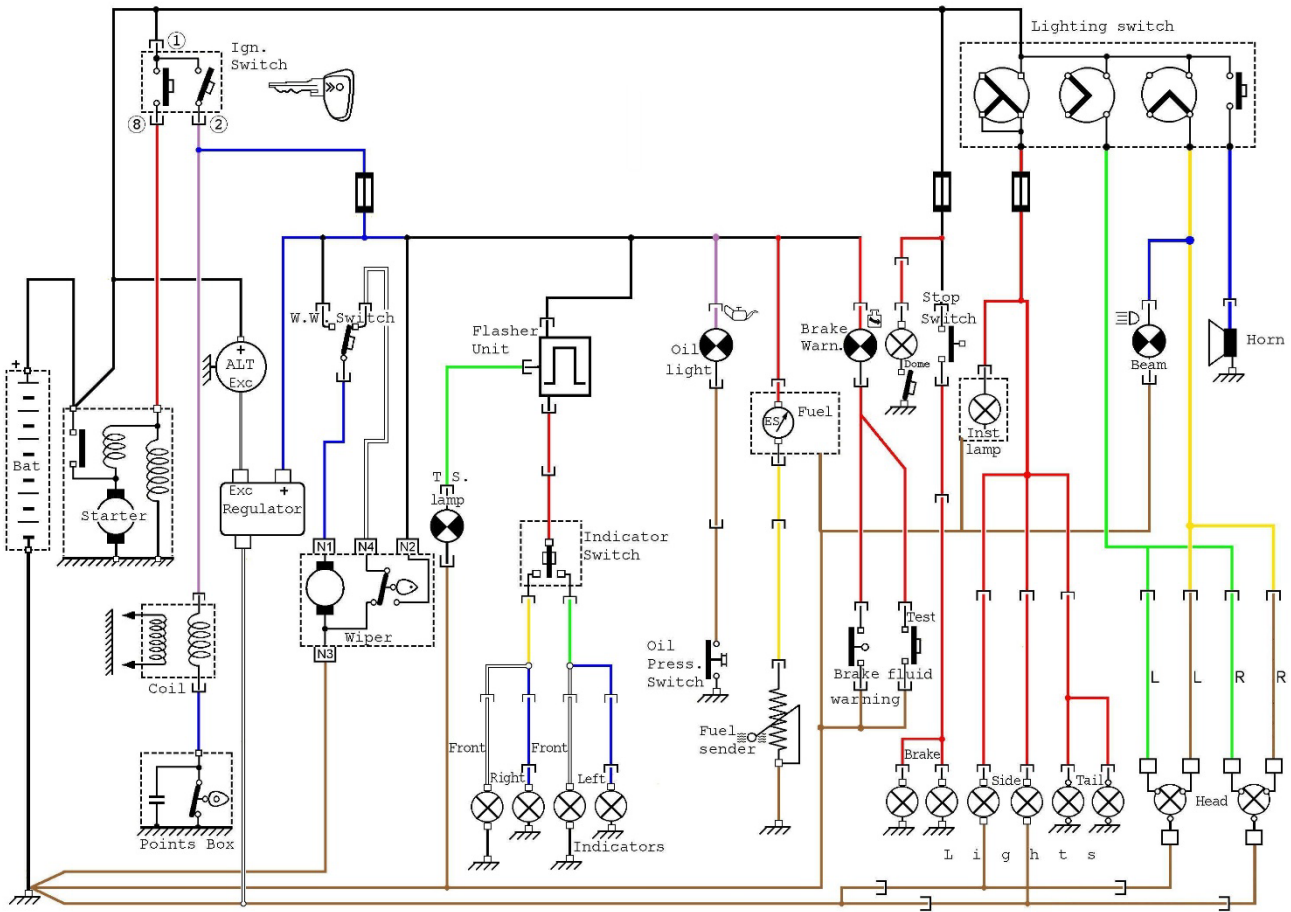 Lighting switch
①
Ign.
Switch
⑧
②
W.W. Switch
Stop
Switch
Flasher
Unit
Oil
light
Brake
Warn.
Dome
Beam
Horn
+
ALT
Exc
+
Fuel
ES
Inst
lamp
Bat
Exc +
Regulator
T S.
lamp
Starter
Indicator
Switch
N1 N4 N2
Wiper
N3
Oil
Press.
Switch
Test
Brake fluid
warning
L L R R
Coil
Fuel
sender
Front Front
Right Left
Brake
Side
Tail
Head
Points Box
Indicators
L i g h t s